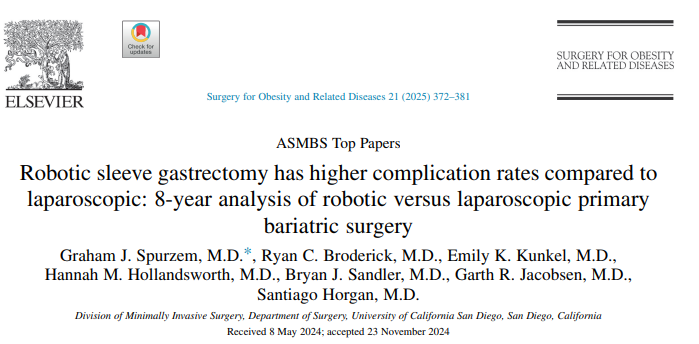 ELSEVIER
Check for
updates
SURGERY FOR OBESITY
AND RELATED DISEASES
Surgery for Obesity and Related Diseases 21 (2025) 372–381
ASMBS Top Papers
Robotic sleeve gastrectomy has higher complication rates compared to
laparoscopic: 8-year analysis of robotic versus laparoscopic primary
bariatric surgery
Graham J. Spurzem, M.D.*, Ryan C. Broderick, M.D., Emily K. Kunkel, M.D.,
Hannah M. Hollandsworth, M.D., Bryan J. Sandler, M.D., Garth R. Jacobsen, M.D.,
Santiago Horgan, M.D.
Division of Minimally Invasive Surgery, Department of Surgery, University of California San Diego, San Diego, California
Received 8 May 2024; accepted 23 November 2024